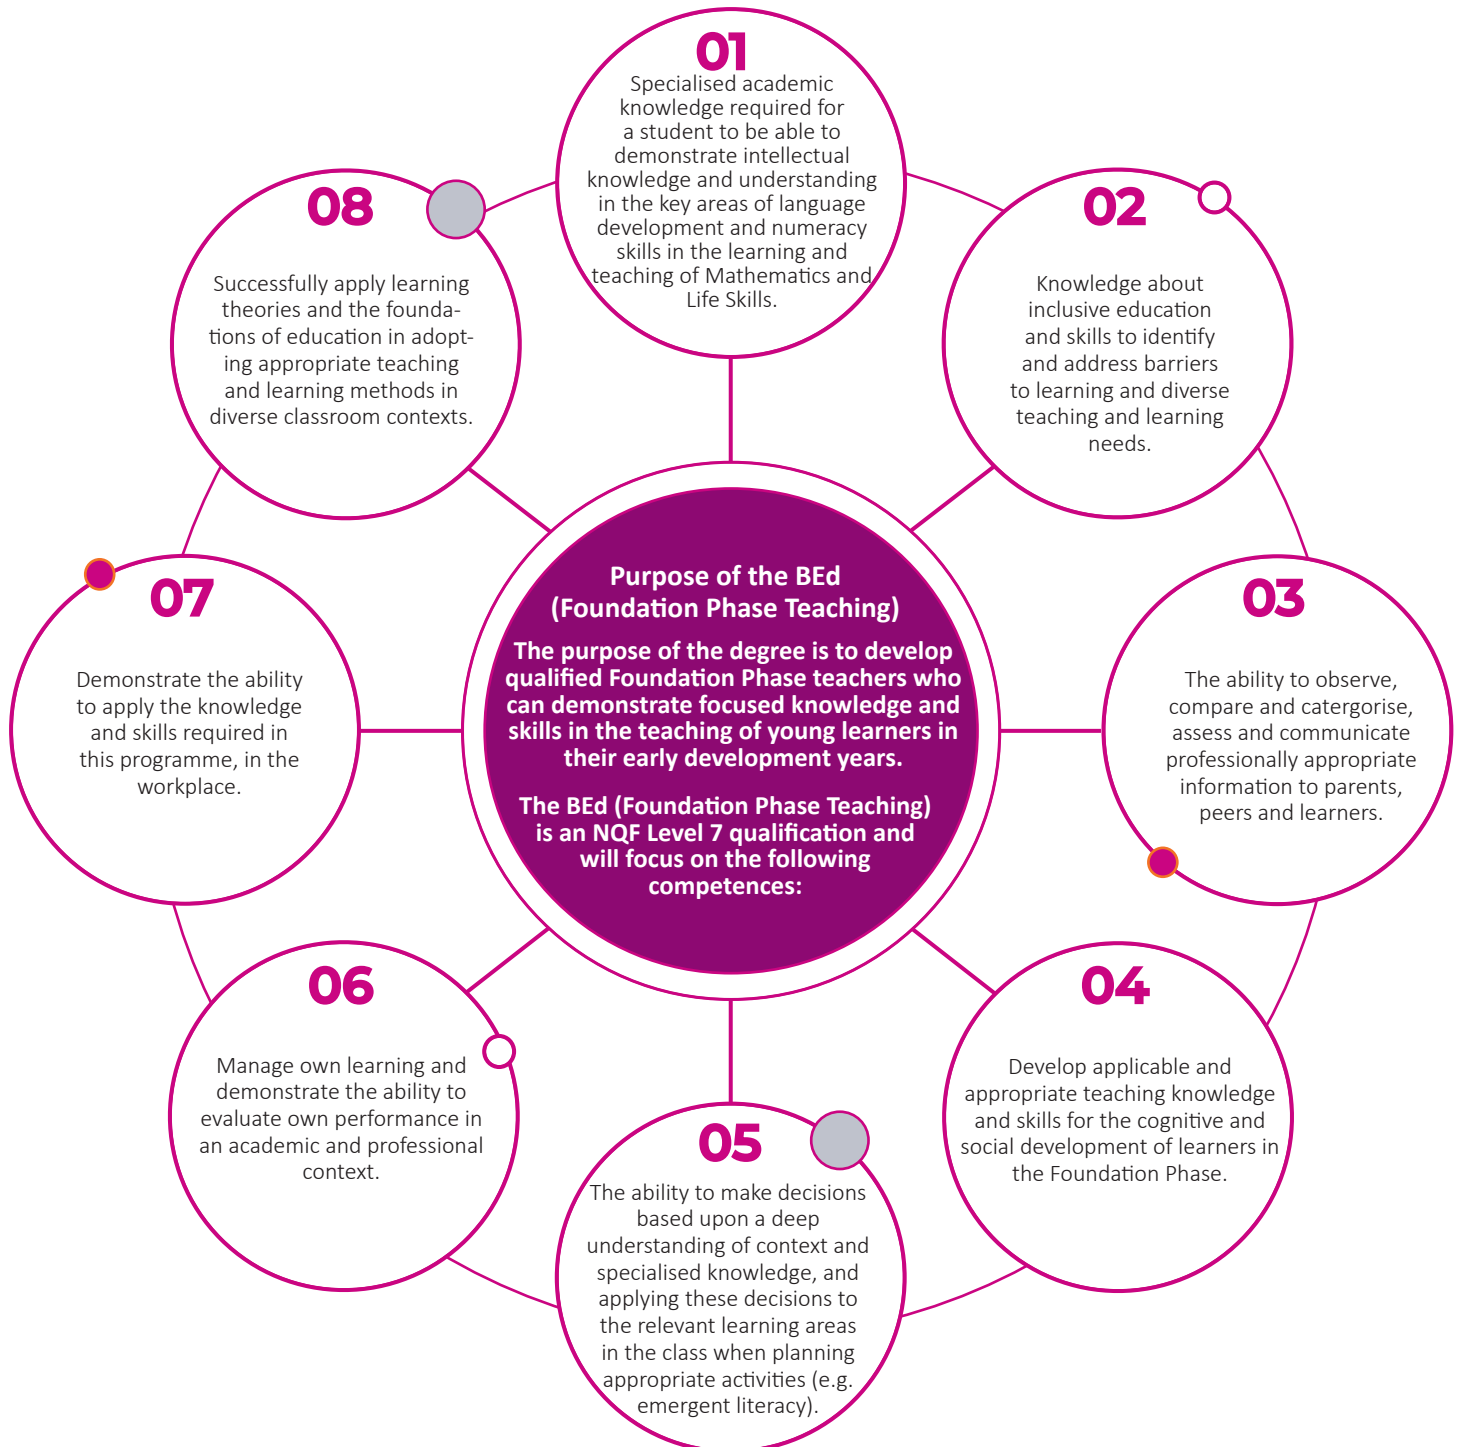 01
Specialised academic
knowledge required for
a student to be able to
demonstrate intellectual
knowledge and understanding
in the key areas of language
development and numeracy
skills in the learning and
teaching of Mathematics and
Life Skills.
02
Knowledge about
inclusive education
and skills to identify
and address barriers
to learning and diverse
teaching and learning
needs.
03
The ability to observe,
compare and catergorise,
assess and communicate
professionally appropriate
information to parents,
peers and learners.
04
Develop applicable and
appropriate teaching knowledge
and skills for the cognitive and
social development of learners in
the Foundation Phase.
05
The ability to make decisions
based upon a deep
understanding of context and
specialised knowledge, and
applying these decisions to
the relevant learning areas
in the class when planning
appropriate activities (e.g.
emergent literacy).
06
Manage own learning and
demonstrate the ability to
evaluate own performance in
an academic and professional
context.
07
Demonstrate the ability
to apply the knowledge
and skills required in
this programme, in the
workplace.
08
Successfully apply learning
theories and the founda-
tions of education in adopt-
ing appropriate teaching
and learning methods in
diverse classroom contexts.
Purpose of the BEd
(Foundation Phase Teaching)
The purpose of the degree is to develop
qualified Foundation Phase teachers who
can demonstrate focused knowledge and
skills in the teaching of young learners in
their early development years.
The BEd (Foundation Phase Teaching)
is an NQF Level 7 qualification and
will focus on the following
competences: